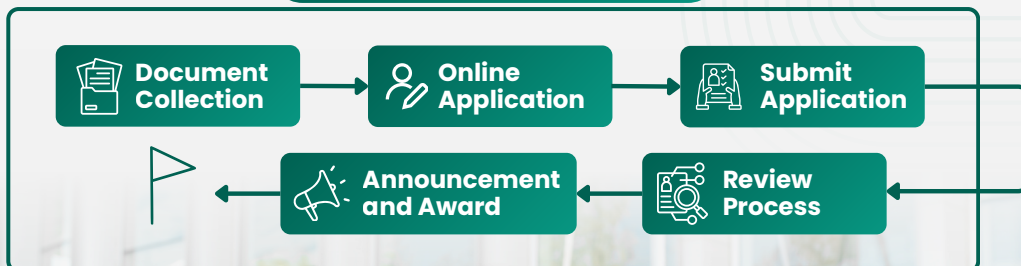 Document
Collection
Online
Application
Submit
Application
Review
Process
Announcement
and Award